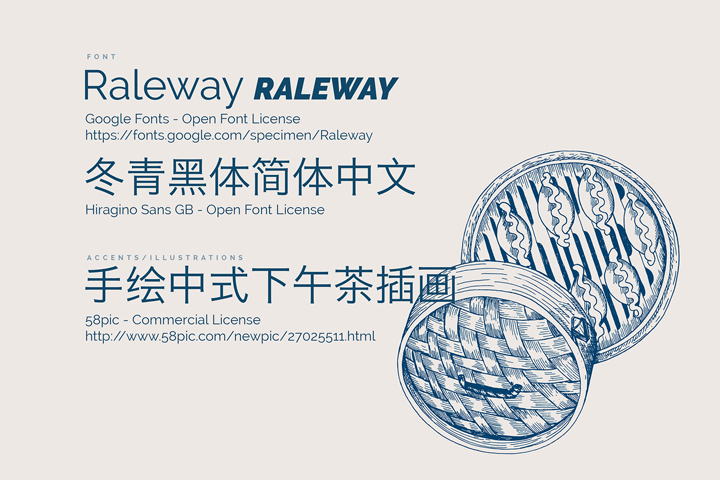 FONT
Raleway RALEWAY
Google Fonts - Open Font License
https://fonts.google.com/specimen/Raleway
冬青黑体简体中文
Hiragino Sans GB - Open Font License
ACCENTS/ILLUSTRATIONS
手绘中式下午茶插画
58pic - Commercial License
http://www.58pic.com/newpic/27025511.html